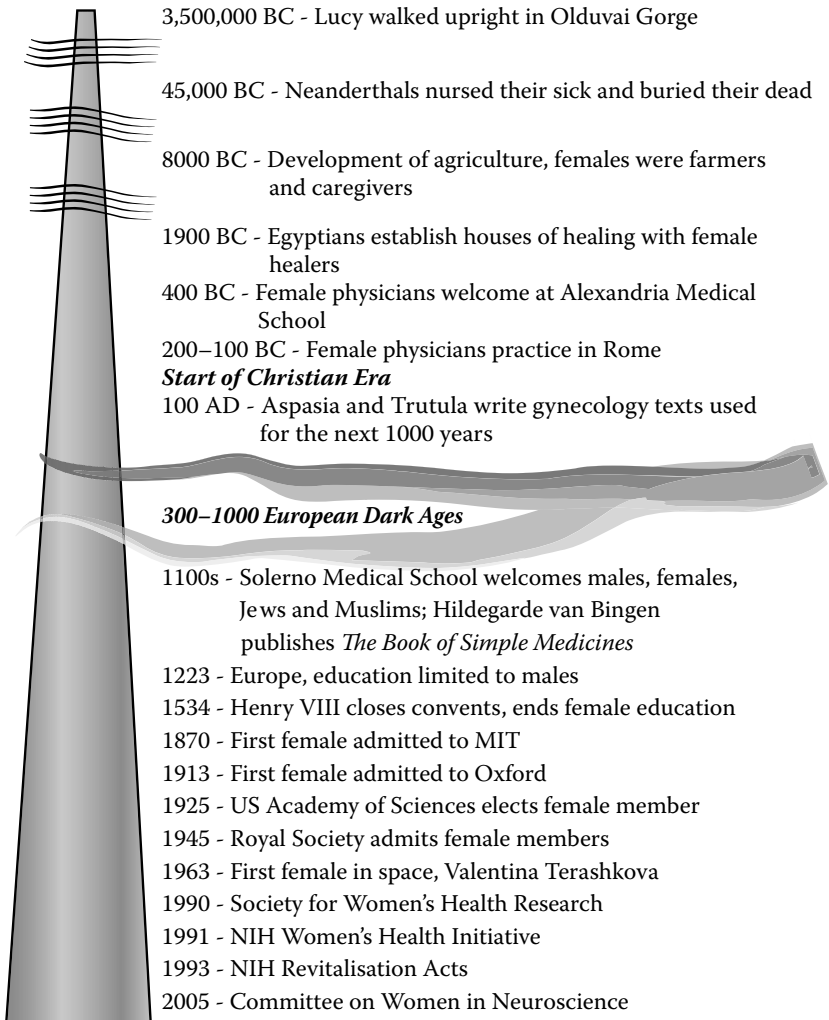 3,500,000 BC - Lucy walked upright in Olduvai Gorge
45,000 BC - Neanderthals nursed their sick and buried their dead
8000 BC - Development of agriculture, females were farmers
and caregivers
1900 BC - Egyptians establish houses of healing with female
healers
400 BC - Female physicians welcome at Alexandria Medical
School
200–100 BC - Female physicians practice in Rome
Start of Christian Era
100 AD - Aspasia and Trutula write gynecology texts used
for the next 1000 years
300–1000 European Dark Ages
1100s - Solerno Medical School welcomes males, females,
Jews and Muslims; Hildegarde van Bingen
publishes The Book of Simple Medicines
1223 - Europe, education limited to males
1534 - Henry VIII closes convents, ends female education
1870 - First female admitted to MIT
1913 - First female admitted to Oxford
1925 - US Academy of Sciences elects female member
1945 - Royal Society admits female members
1963 - First female in space, Valentina Terashkova
1990 - Society for Women's Health Research
1991 - NIH Women's Health Initiative
1993 - NIH Revitalisation Acts
2005 - Committee on Women in Neuroscience